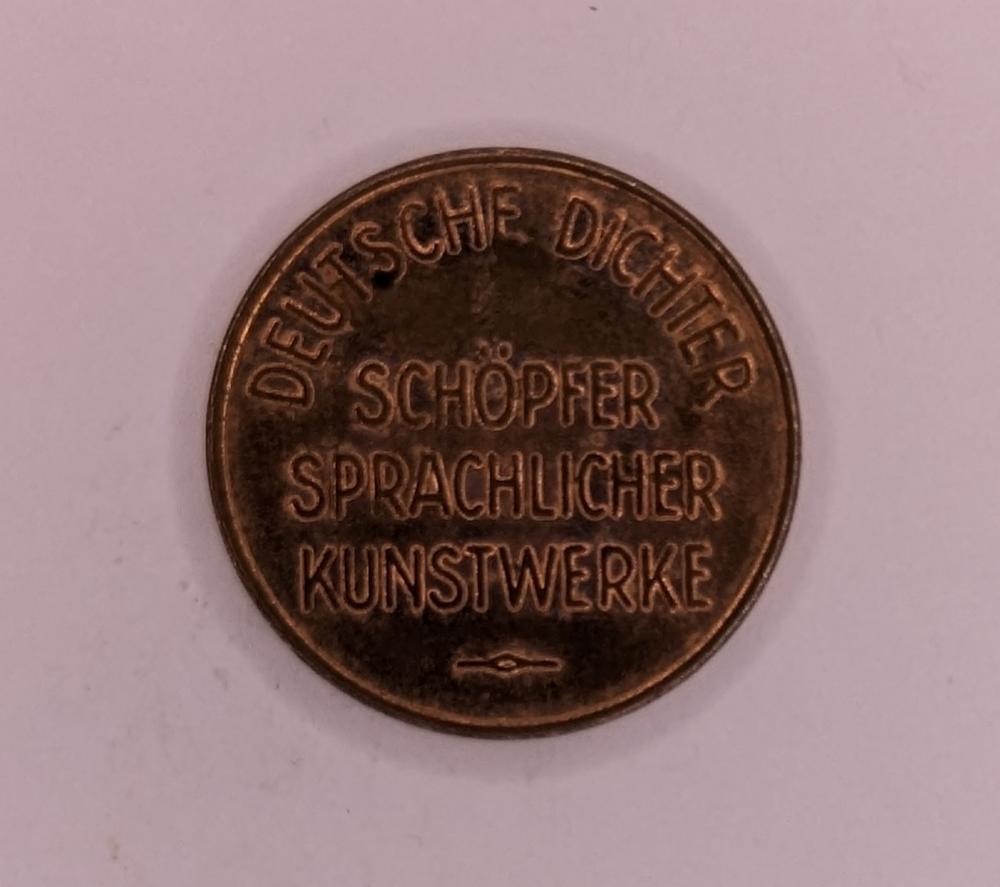 DEUTSCHE DICHTER
SCHÖPFER
SPRACHLICHER
KUNSTWERKE